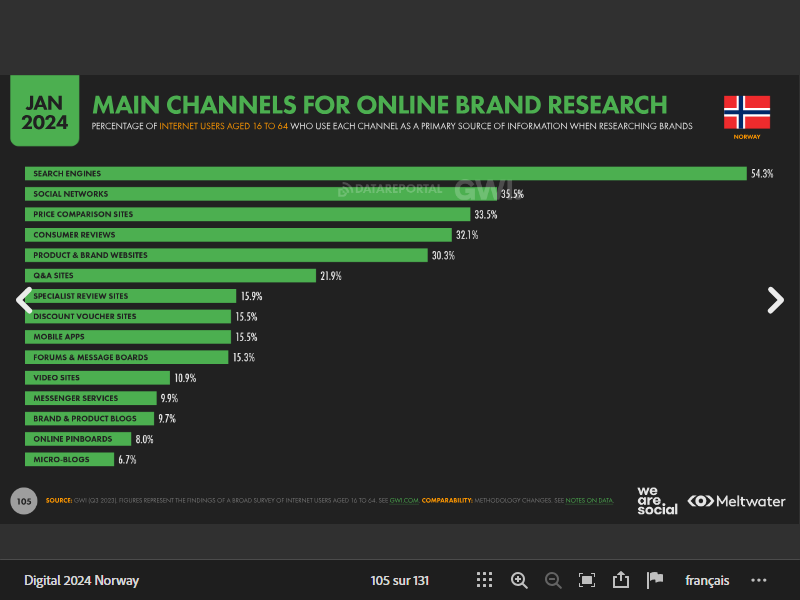 JAN
2024
MAIN CHANNELS FOR ONLINE BRAND RESEARCH
PERCENTAGE OF INTERNET USERS AGED 16 TO 64 WHO USE EACH CHANNEL AS A PRIMARY SOURCE OF INFORMATION WHEN RESEARCHING BRANDS
NORWAY
SEARCH ENGINES 54.3%
DATAREPORTAL GWI.
SOCIAL NETWORKS 35.5%
PRICE COMPARISON SITES 33.5%
CONSUMER REVIEWS 32.1%
PRODUCT & BRAND WEBSITES 30.3%
Q&A SITES 21.9%
SPECIALIST REVIEW SITES 15.9%
DISCOUNT VOUCHER SITES 15.5%
MOBILE APPS 15.5%
FORUMS & MESSAGE BOARDS 15.3%
VIDEO SITES 10.9%
MESSENGER SERVICES 9.9%
BRAND & PRODUCT BLOGS 9.7%
ONLINE PINBOARDS 8.0%
MICRO-BLOGS 6.7%
105
SOURCE: GWI (Q3 2023). FIGURES REPRESENT THE FINDINGS OF A BROAD SURVEY OF INTERNET USERS AGED 16 TO 64. SEE GWI.COM. COMPARABILITY: METHODOLOGY CHANGES. SEE NOTES ON DATA.
we
are
social
Meltwater
Digital 2024 Norway
105 sur 131
français